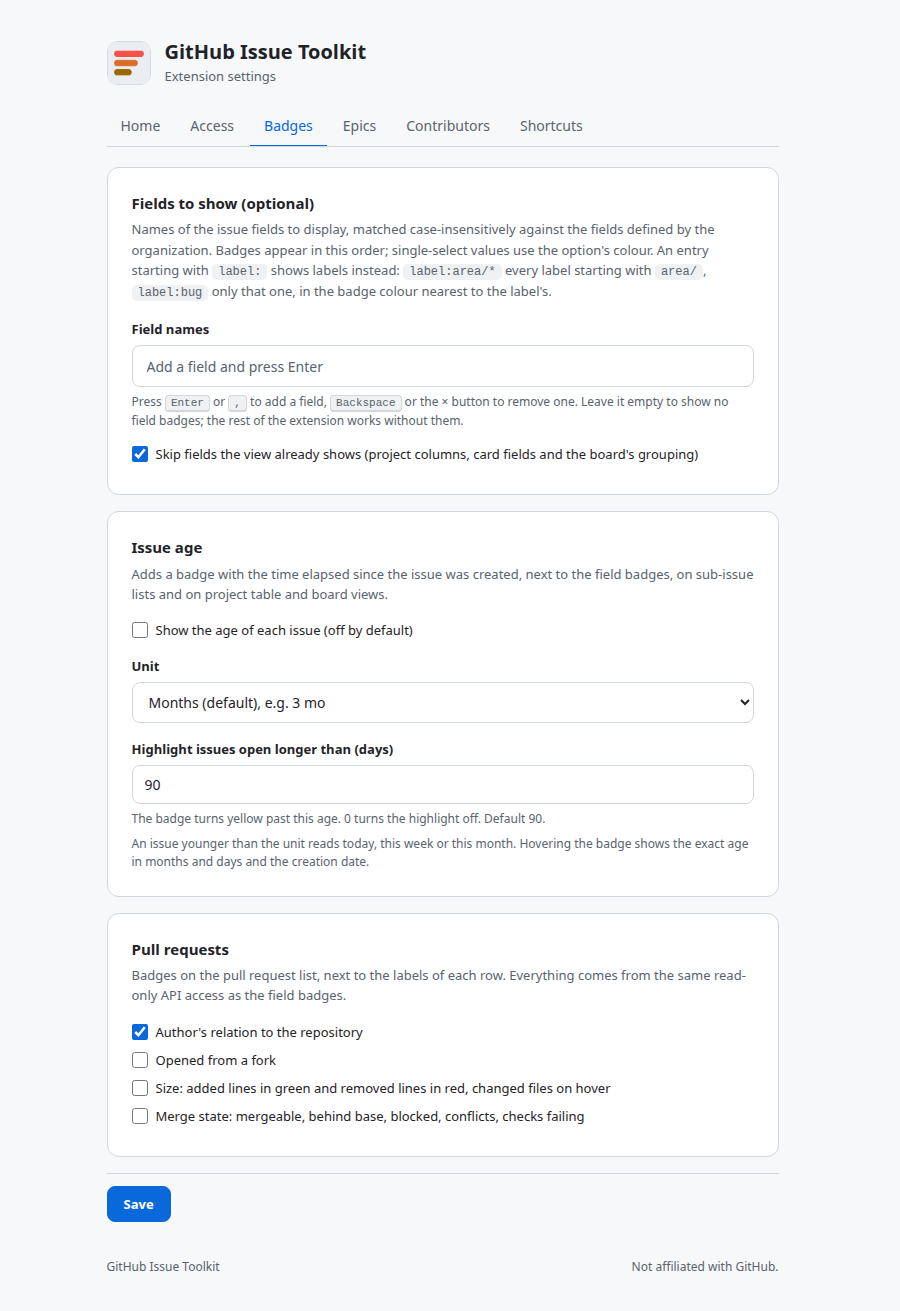 GitHub Issue Toolkit
Extension settings
Home Access Badges Epics Contributors Shortcuts
Fields to show (optional)
Names of the issue fields to display, matched case-insensitively against the fields defined by the
organization. Badges appear in this order; single-select values use the option's colour. An entry
starting with label: shows labels instead: label:area/* every label starting with area/,
label:bug only that one, in the badge colour nearest to the label's.
Field names
Add a field and press Enter
Press Enter or , to add a field, Backspace or the × button to remove one. Leave it empty to show no
field badges; the rest of the extension works without them.
Skip fields the view already shows (project columns, card fields and the board's grouping)
Issue age
Adds a badge with the time elapsed since the issue was created, next to the field badges, on sub-issue
lists and on project table and board views.
Show the age of each issue (off by default)
Unit
Months (default), e.g. 3 mo
Highlight issues open longer than (days)
90
The badge turns yellow past this age. 0 turns the highlight off. Default 90.
An issue younger than the unit reads today, this week or this month. Hovering the badge shows the exact age
in months and days and the creation date.
Pull requests
Badges on the pull request list, next to the labels of each row. Everything comes from the same read-
only API access as the field badges.
Author's relation to the repository
Opened from a fork
Size: added lines in green and removed lines in red, changed files on hover
Merge state: mergeable, behind base, blocked, conflicts, checks failing
Save
GitHub Issue Toolkit
Not affiliated with GitHub.